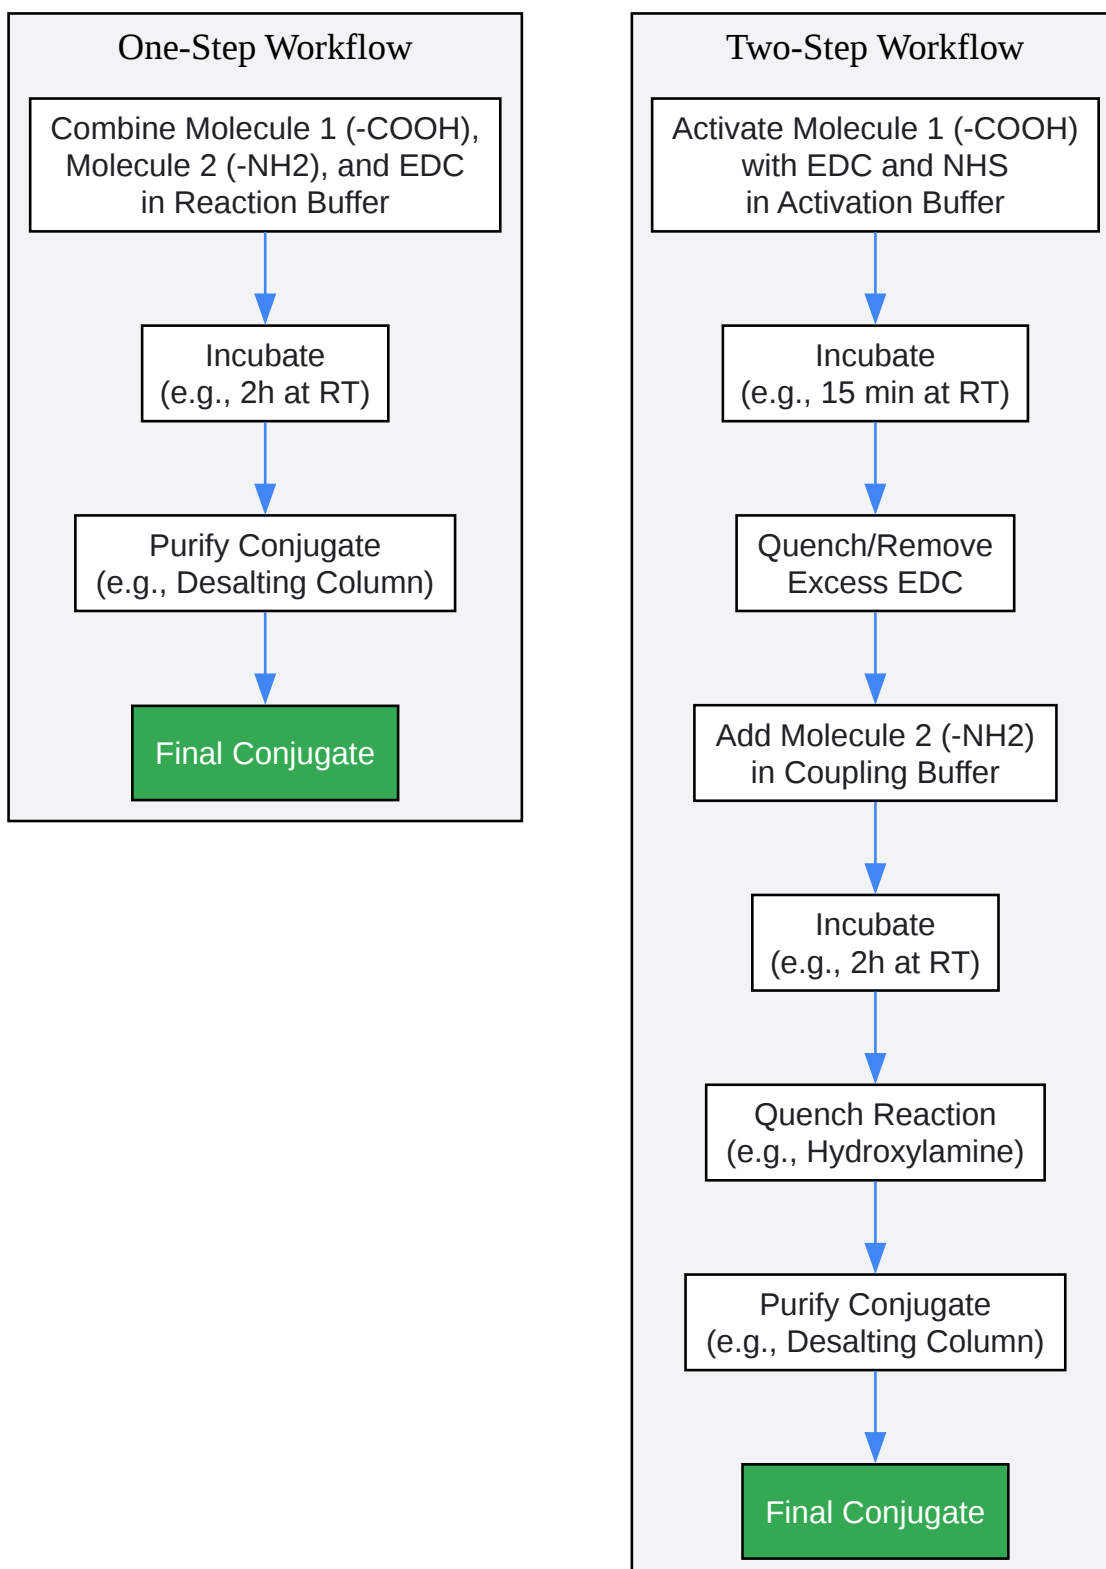 One-Step Workflow
Combine Molecule 1 (-COOH),
Molecule 2 (-NH2), and EDC
in Reaction Buffer
Incubate
(e.g., 2h at RT)
Purify Conjugate
(e.g., Desalting Column)
Final Conjugate
Two-Step Workflow
Activate Molecule 1 (-COOH)
with EDC and NHS
in Activation Buffer
Incubate
(e.g., 15 min at RT)
Quench/Remove
Excess EDC
Add Molecule 2 (-NH2)
in Coupling Buffer
Incubate
(e.g., 2h at RT)
Quench Reaction
(e.g., Hydroxylamine)
Purify Conjugate
(e.g., Desalting Column)
Final Conjugate